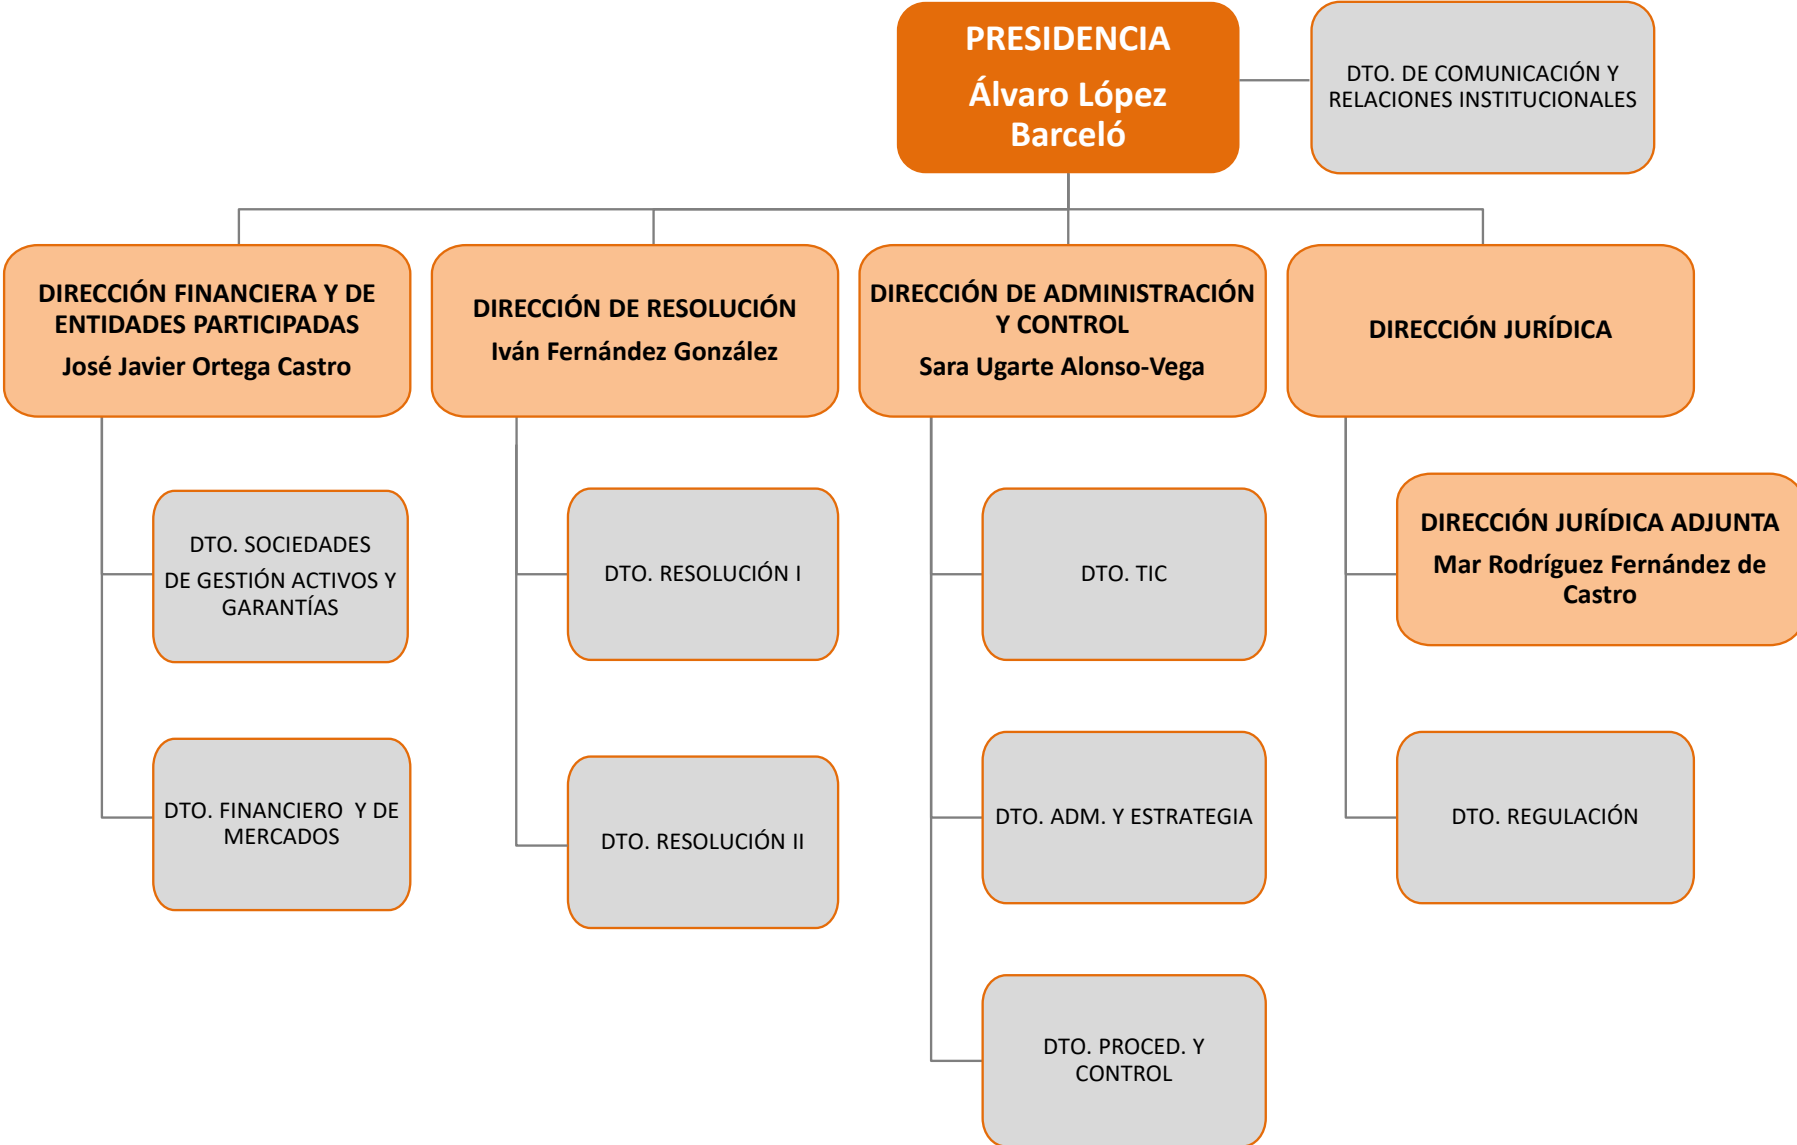 PRESIDENCIA
Álvaro López
Barceló
DTO. DE COMUNICACIÓN Y
RELACIONES INSTITUCIONALES
DIRECCIÓN FINANCIERA Y DE
ENTIDADES PARTICIPADAS
José Javier Ortega Castro
DIRECCIÓN DE RESOLUCIÓN
Iván Fernández González
DIRECCIÓN DE ADMINISTRACIÓN
Y CONTROL
Sara Ugarte Alonso-Vega
DIRECCIÓN JURÍDICA
DTO. SOCIEDADES
DE GESTIÓN ACTIVOS Y
GARANTÍAS
DTO. RESOLUCIÓN I
DTO. TIC
DIRECCIÓN JURÍDICA ADJUNTA
Mar Rodríguez Fernández de
Castro
DTO. FINANCIERO Y DE
MERCADOS
DTO. RESOLUCIÓN II
DTO. ADM. Y ESTRATEGIA
DTO. REGULACIÓN
DTO. PROCED. Y
CONTROL